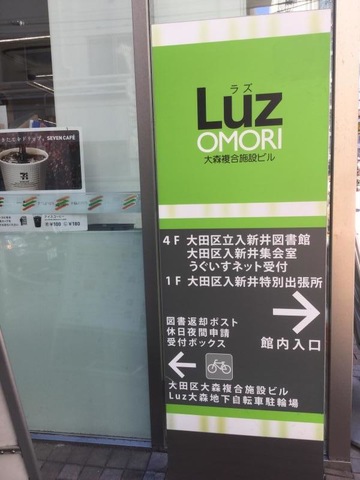 ラズ
Luz
OMORI
大森複合施設ビル
4F 大田区立入新井図書館
大田区入新井集会室
うぐいすネット受付
1F 大田区入新井特別出張所
館内入口
図書返却ポスト
休日夜間申請
受付ボックス
大田区大森複合施設ビル
Luz大森地下自転車駐輪場
SEVEN CAFÉ